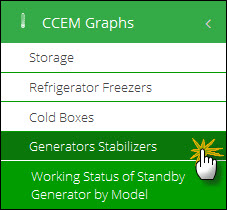 CCEM Graphs
Storage
Refrigerator Freezers
Cold Boxes
Generators Stabilizers
Working Status of Standby
Generator by Model